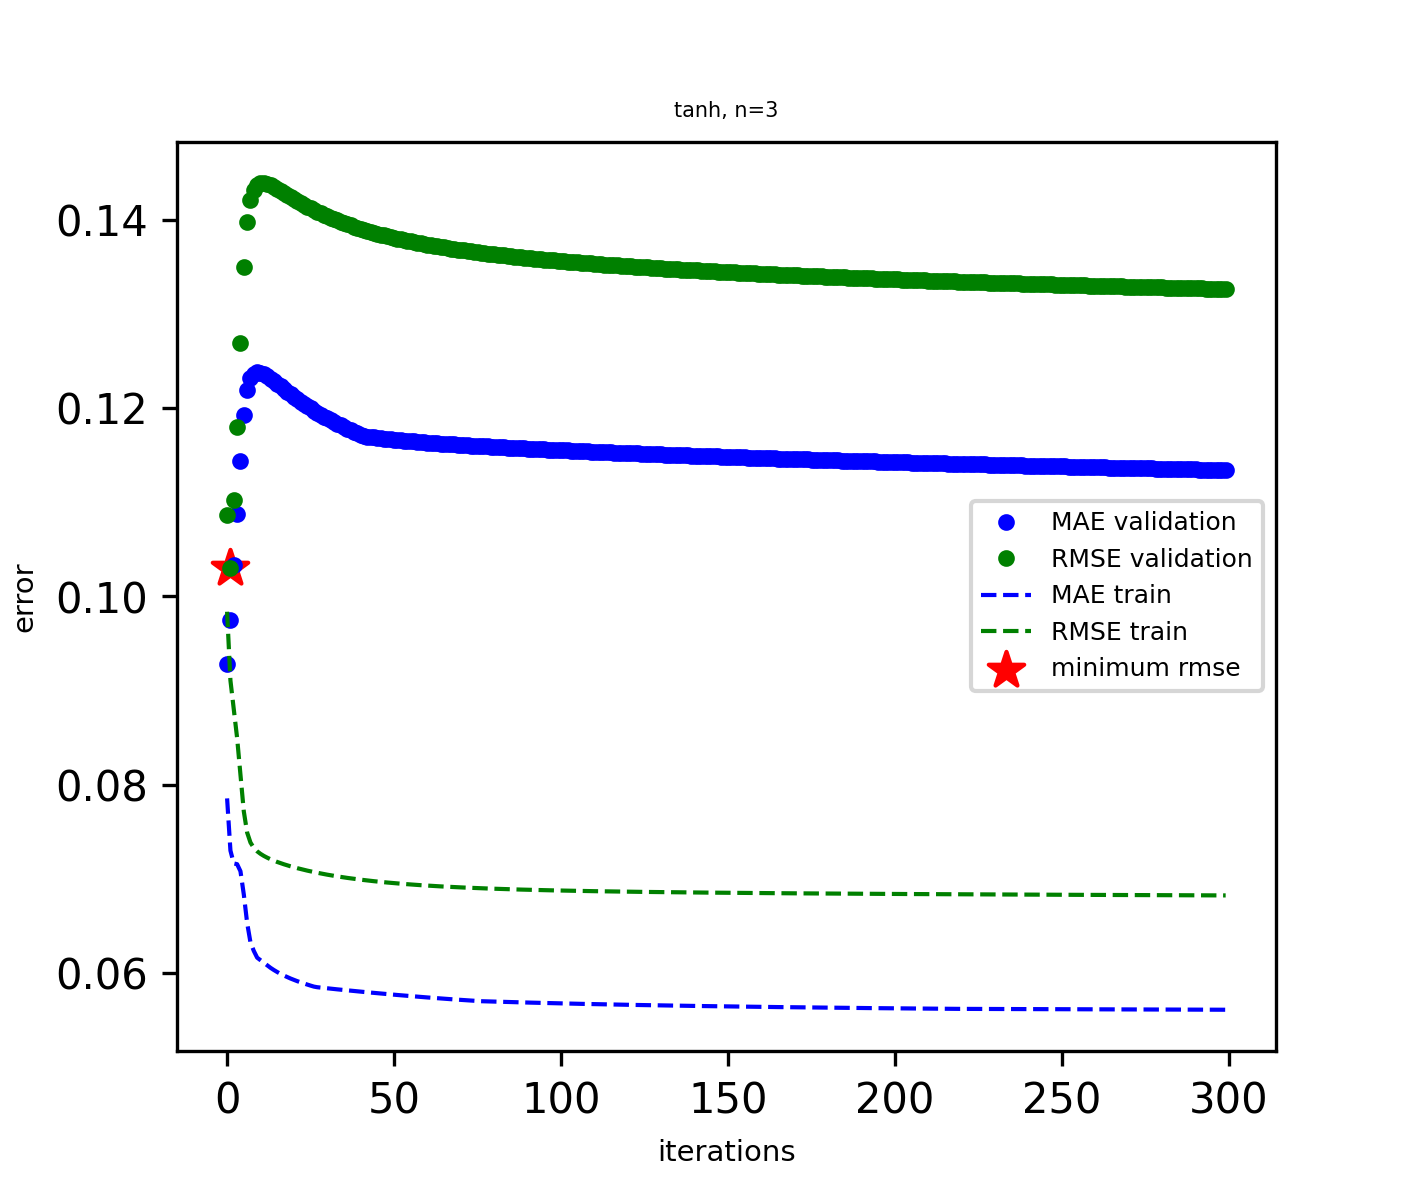 tanh, n=3
0.14
0.12
0.10
0.08
0.06
error
MAE validation
RMSE validation
MAE train
RMSE train
minimum rmse
0 50 100 150 200 250 300
iterations